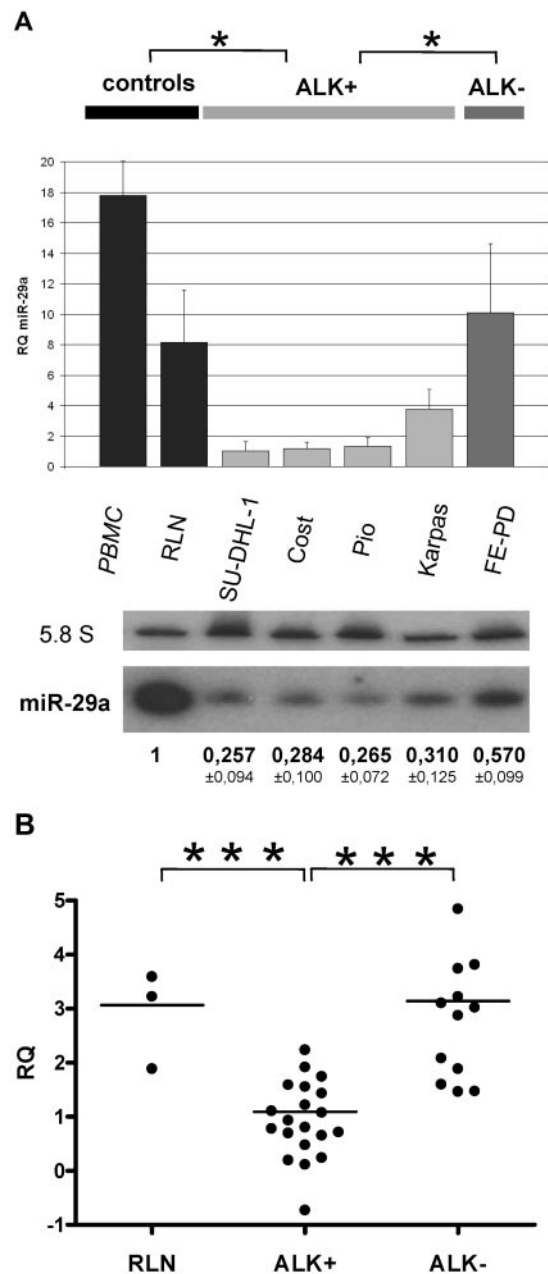 A
* *
controls ALK+ ALK-
20
18
16
14
12
10
8
6
4
2
0
RQ miR-29a
PBMC RLN SU-DHL-1 Cost Pio Karpas FE-PD
5.8 S
miR-29a
1 0,257 0,284 0,265 0,310 0,570
±0,094 ±0,100 ±0,072 ±0,125 ±0,099
B
* * * * * *
5
4
3
2
1
0
-1
RQ
RLN ALK+ ALK-